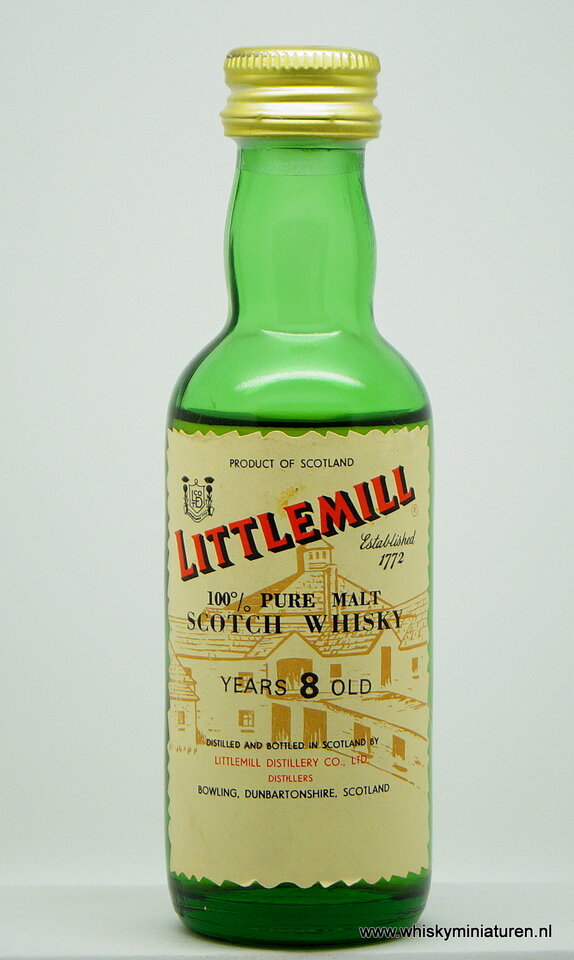 PRODUCT OF SCOTLAND
LITTLEMILL ®
Established
1772
100% PURE MALT
SCOTCH WHISKY
YEARS 8 OLD
DISTILLED AND BOTTLED IN SCOTLAND BY
LITTLEMILL DISTILLERY CO., LTD.
DISTILLERS
BOWLING, DUNBARTONSHIRE, SCOTLAND
www.whiskyminiaturen.nl